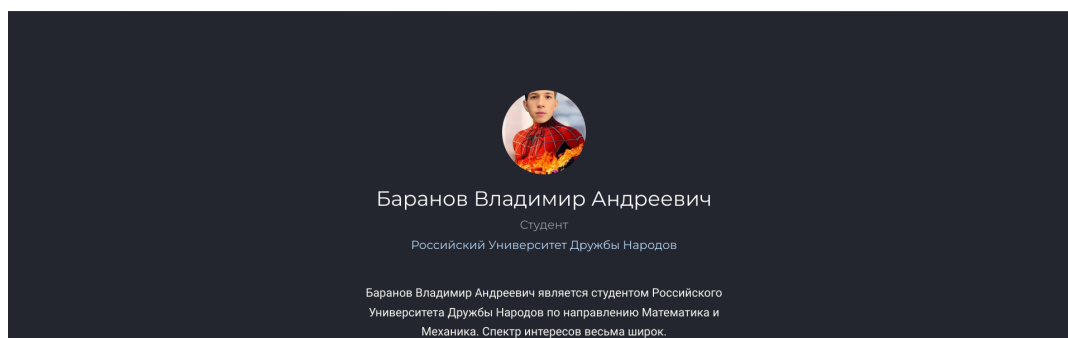 Баранов Владимир Андреевич
Студент
Российский Университет Дружбы Народов
Баранов Владимир Андреевич является студентом Российского
Университета Дружбы Народов по направлению Математика и
Механика. Спектр интересов весьма широк.